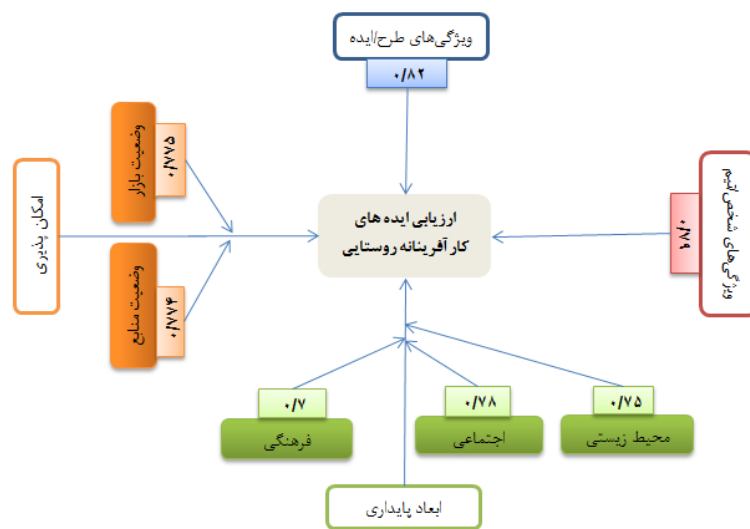 ویژگی‌های طرح/ایده
۰/۸۲
وضعیت بازار
۰/۷۷۵
امکان پذیری
وضعیت منابع
۰/۷۷۴
ارزیابی ایده های
کارآفرینانه روستایی
ویژگی‌های شخص/تیم
۰/۷۹
۰/۷۵
محیط زیستی
۰/۷۸
اجتماعی
۰/۷
فرهنگی
ابعاد پایداری